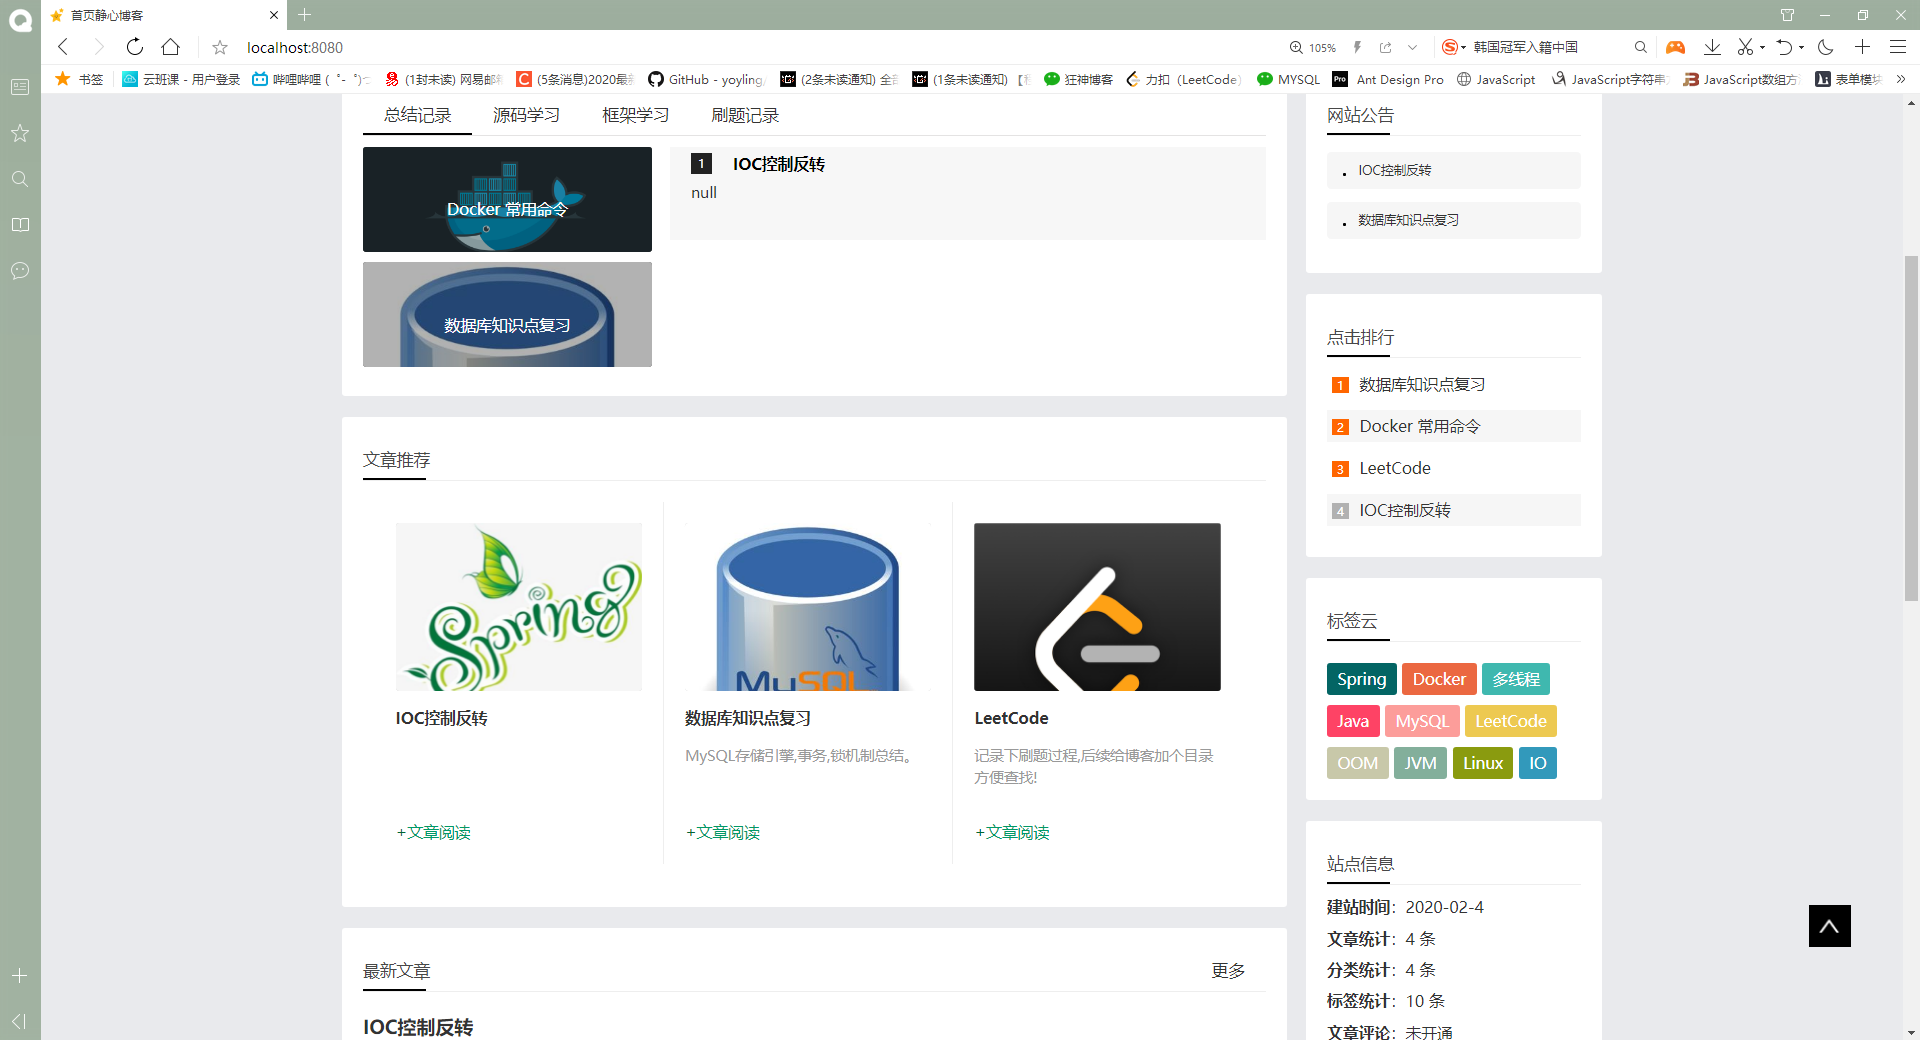 首页静心博客
localhost:8080
105%
韩国冠军入籍中国
书签
云班课 - 用户登录
哔哩哔哩 (゜-゜)つ
(1封未读) 网易邮箱
(5条消息)2020最新
GitHub - yoyling/
(2条未读通知) 全部
(1条未读通知)
狂神博客
力扣（LeetCode）
MYSQL
Ant Design Pro
JavaScript
JavaScript字符串
JavaScript数组方法
表单模块
总结记录
源码学习
框架学习
刷题记录
Docker 常用命令
数据库知识点复习
1
IOC控制反转
null
文章推荐
Spring
IOC控制反转
+文章阅读
MySQL
数据库知识点复习
MySQL存储引擎,事务,锁机制总结。
+文章阅读
LeetCode
记录下刷题过程,后续给博客加个目录
方便查找!
+文章阅读
最新文章
更多
IOC控制反转
网站公告
IOC控制反转
数据库知识点复习
点击排行
1 数据库知识点复习
2 Docker 常用命令
3 LeetCode
4 IOC控制反转
标签云
Spring Docker 多线程
Java MySQL LeetCode
OOM JVM Linux IO
站点信息
建站时间：2020-02-4
文章统计：4 条
分类统计：4 条
标签统计：10 条
文章评论：未开通